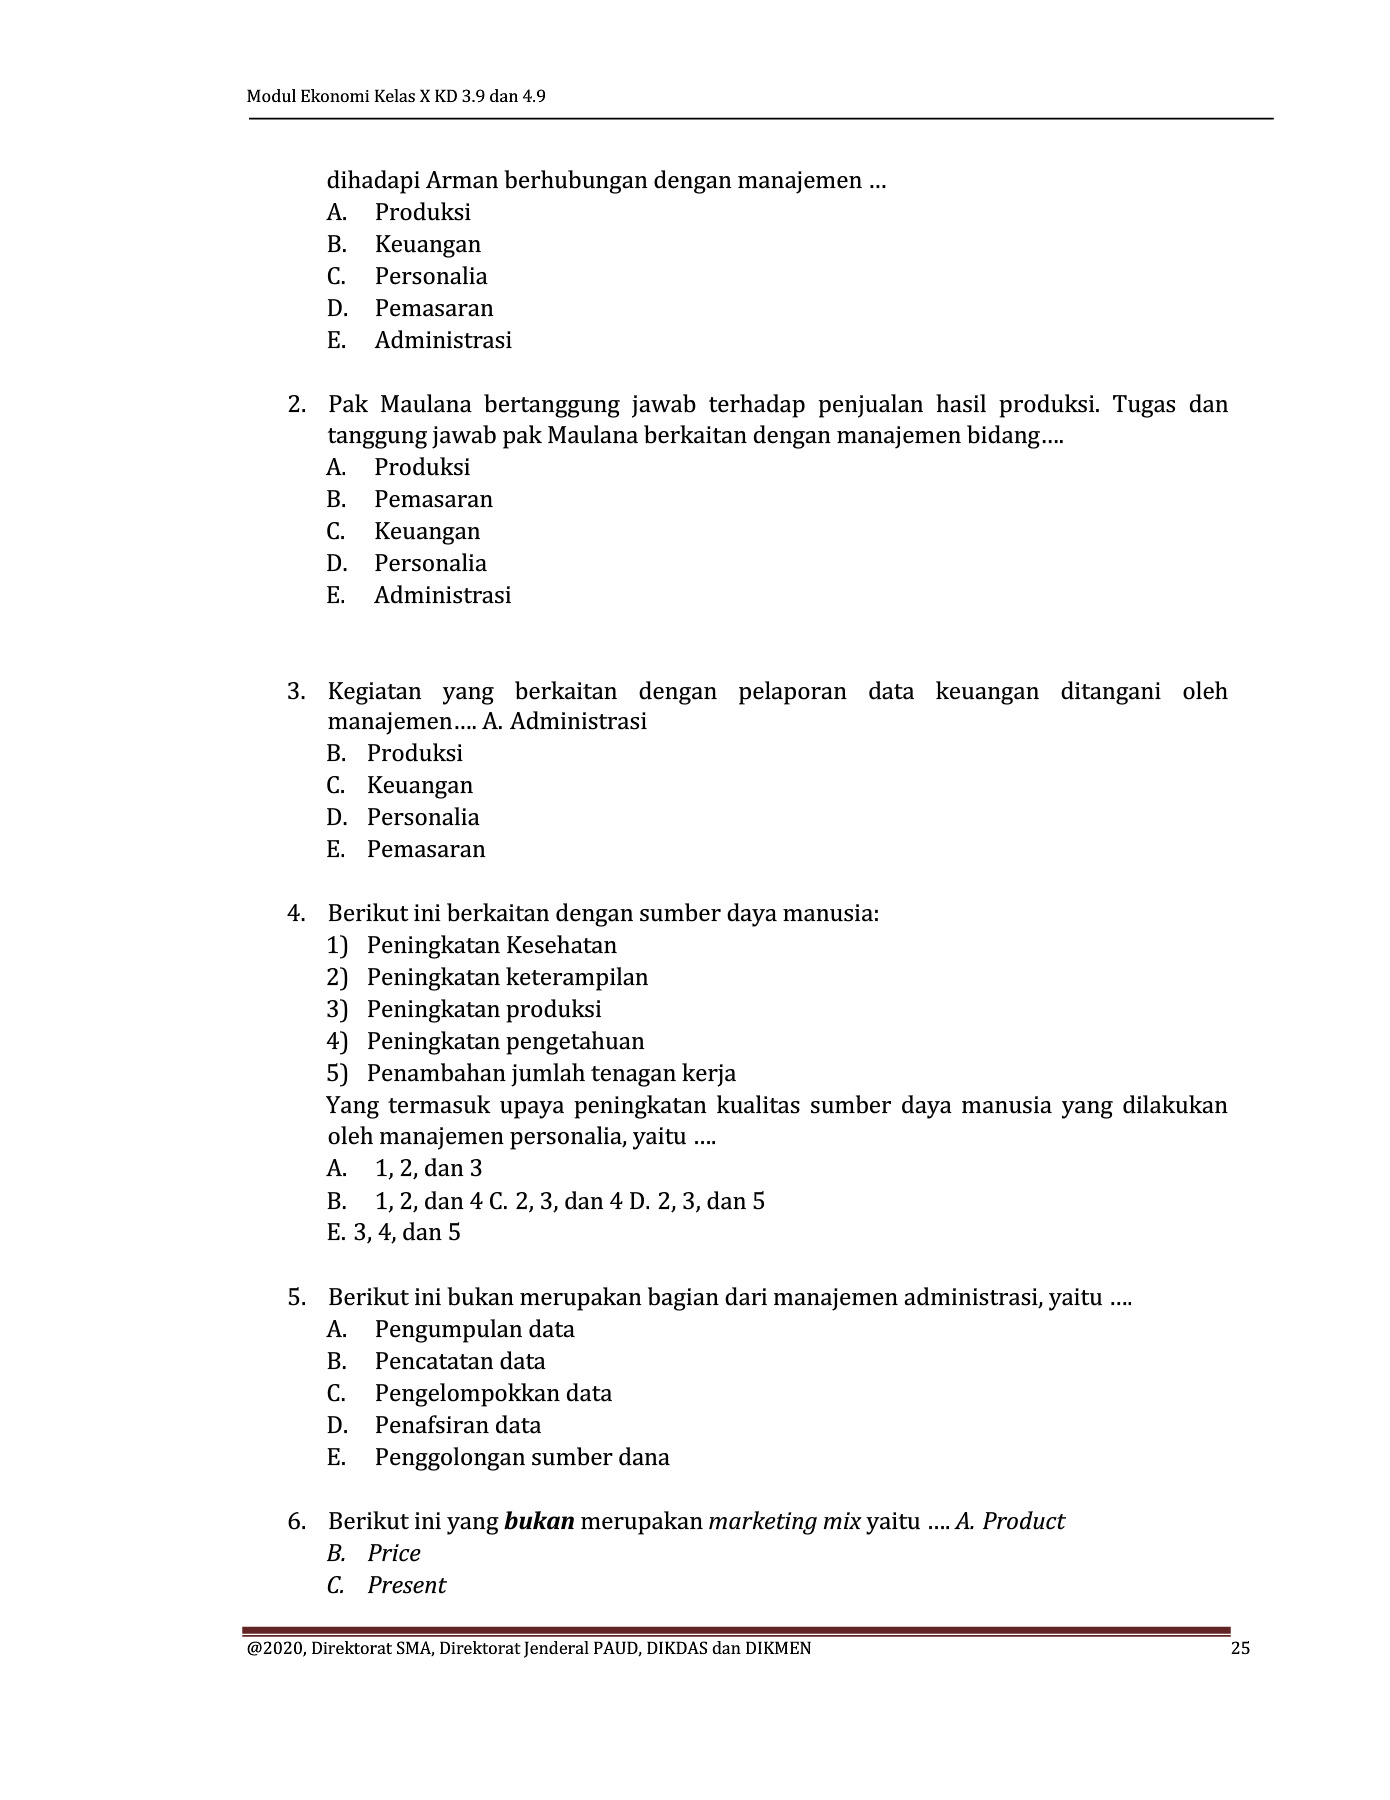 Modul Ekonomi Kelas X KD 3.9 dan 4.9
dihadapi Arman berhubungan dengan manajemen ...
A. Produksi
B. Keuangan
C. Personalia
D. Pemasaran
E. Administrasi
2. Pak Maulana bertanggung jawab terhadap penjualan hasil produksi. Tugas dan
tanggung jawab pak Maulana berkaitan dengan manajemen bidang....
A. Produksi
B. Pemasaran
C. Keuangan
D. Personalia
E. Administrasi
3. Kegiatan yang berkaitan dengan pelaporan data keuangan ditangani oleh
manajemen.... A. Administrasi
B. Produksi
C. Keuangan
D. Personalia
E. Pemasaran
4. Berikut ini berkaitan dengan sumber daya manusia:
1) Peningkatan Kesehatan
2) Peningkatan keterampilan
3) Peningkatan produksi
4) Peningkatan pengetahuan
5) Penambahan jumlah tenagan kerja
Yang termasuk upaya peningkatan kualitas sumber daya manusia yang dilakukan
oleh manajemen personalia, yaitu ....
A. 1, 2, dan 3
B. 1, 2, dan 4 C. 2, 3, dan 4 D. 2, 3, dan 5
E. 3, 4, dan 5
5. Berikut ini bukan merupakan bagian dari manajemen administrasi, yaitu ....
A. Pengumpulan data
B. Pencatatan data
C. Pengelompokkan data
D. Penafsiran data
E. Penggolongan sumber dana
6. Berikut ini yang bukan merupakan marketing mix yaitu .... A. Product
B. Price
C. Present
@2020, Direktorat SMA, Direktorat Jenderal PAUD, DIKDAS dan DIKMEN 25